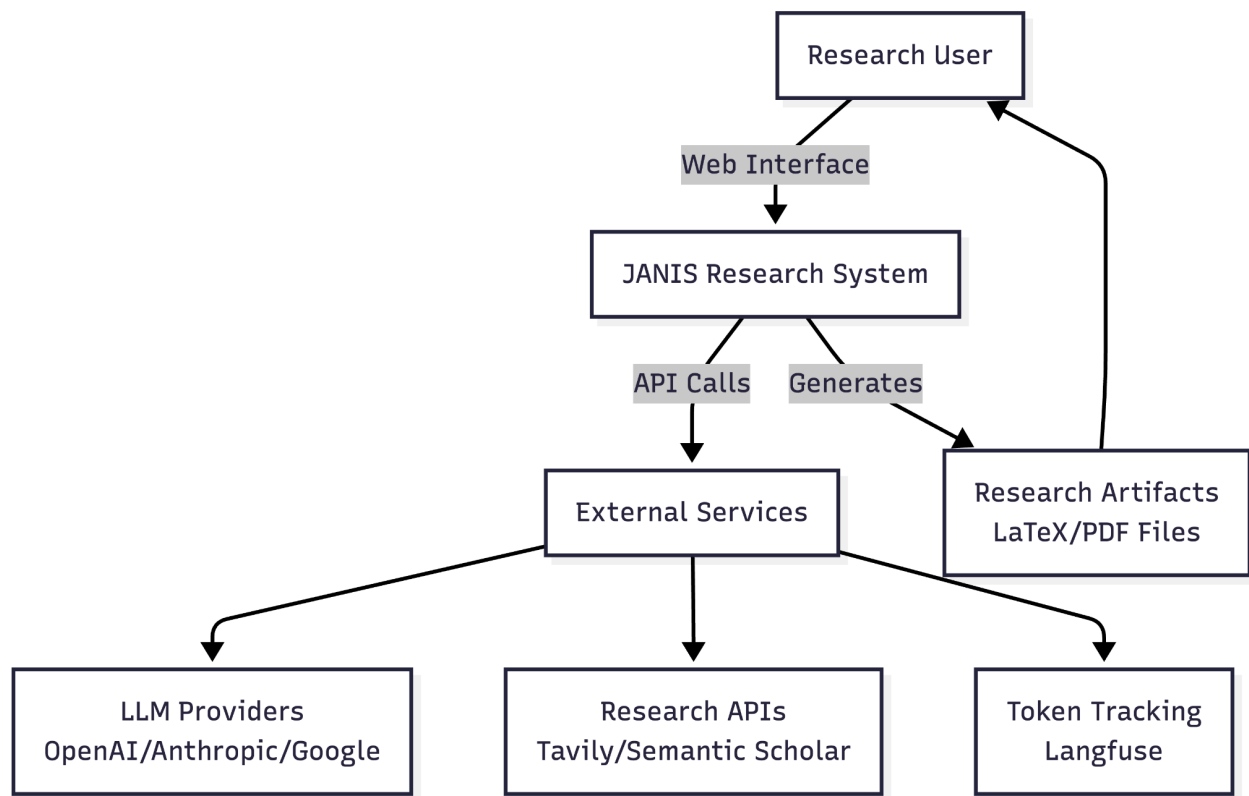 Research User
Web Interface
JANIS Research System
API Calls
Generates
External Services
Research Artifacts
LaTeX/PDF Files
LLM Providers
OpenAI/Anthropic/Google
Research APIs
Tavily/Semantic Scholar
Token Tracking
Langfuse